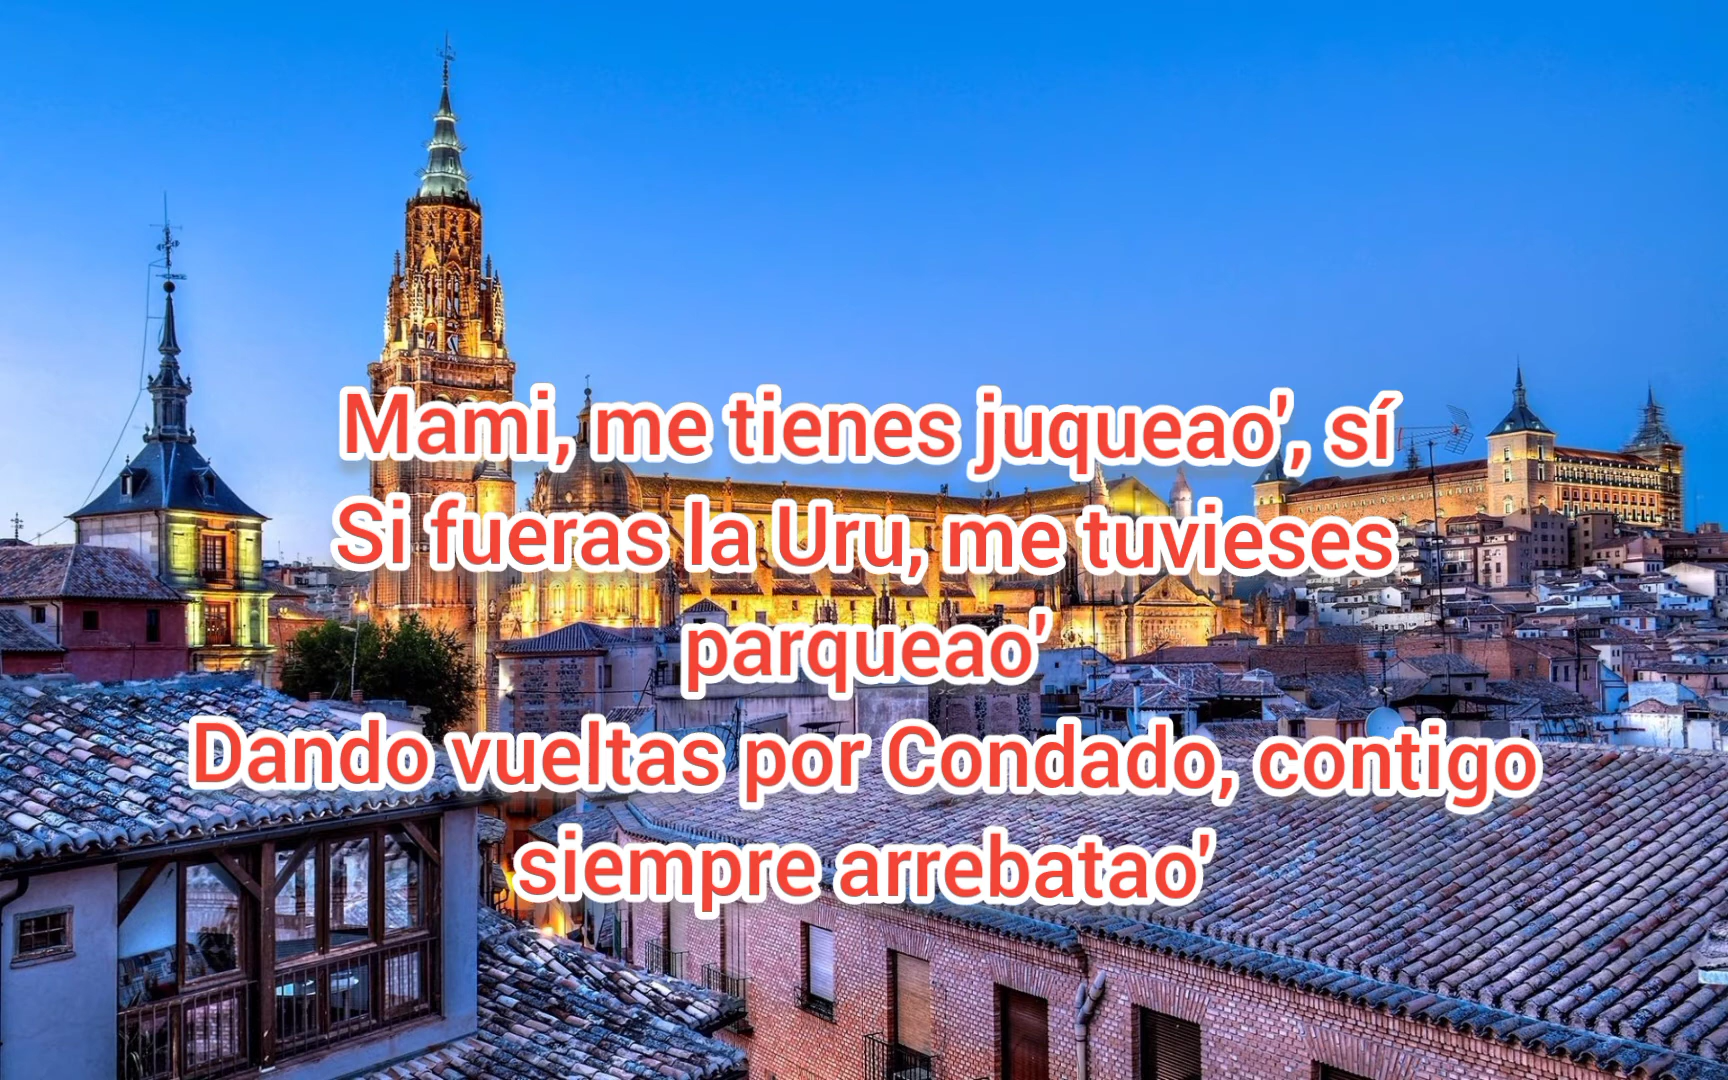 Mami, me tienes juqueao', sí
Si fueras la Uru, me tuvieses
parqueao'
Dando vueltas por Condado, contigo
siempre arrebatao'